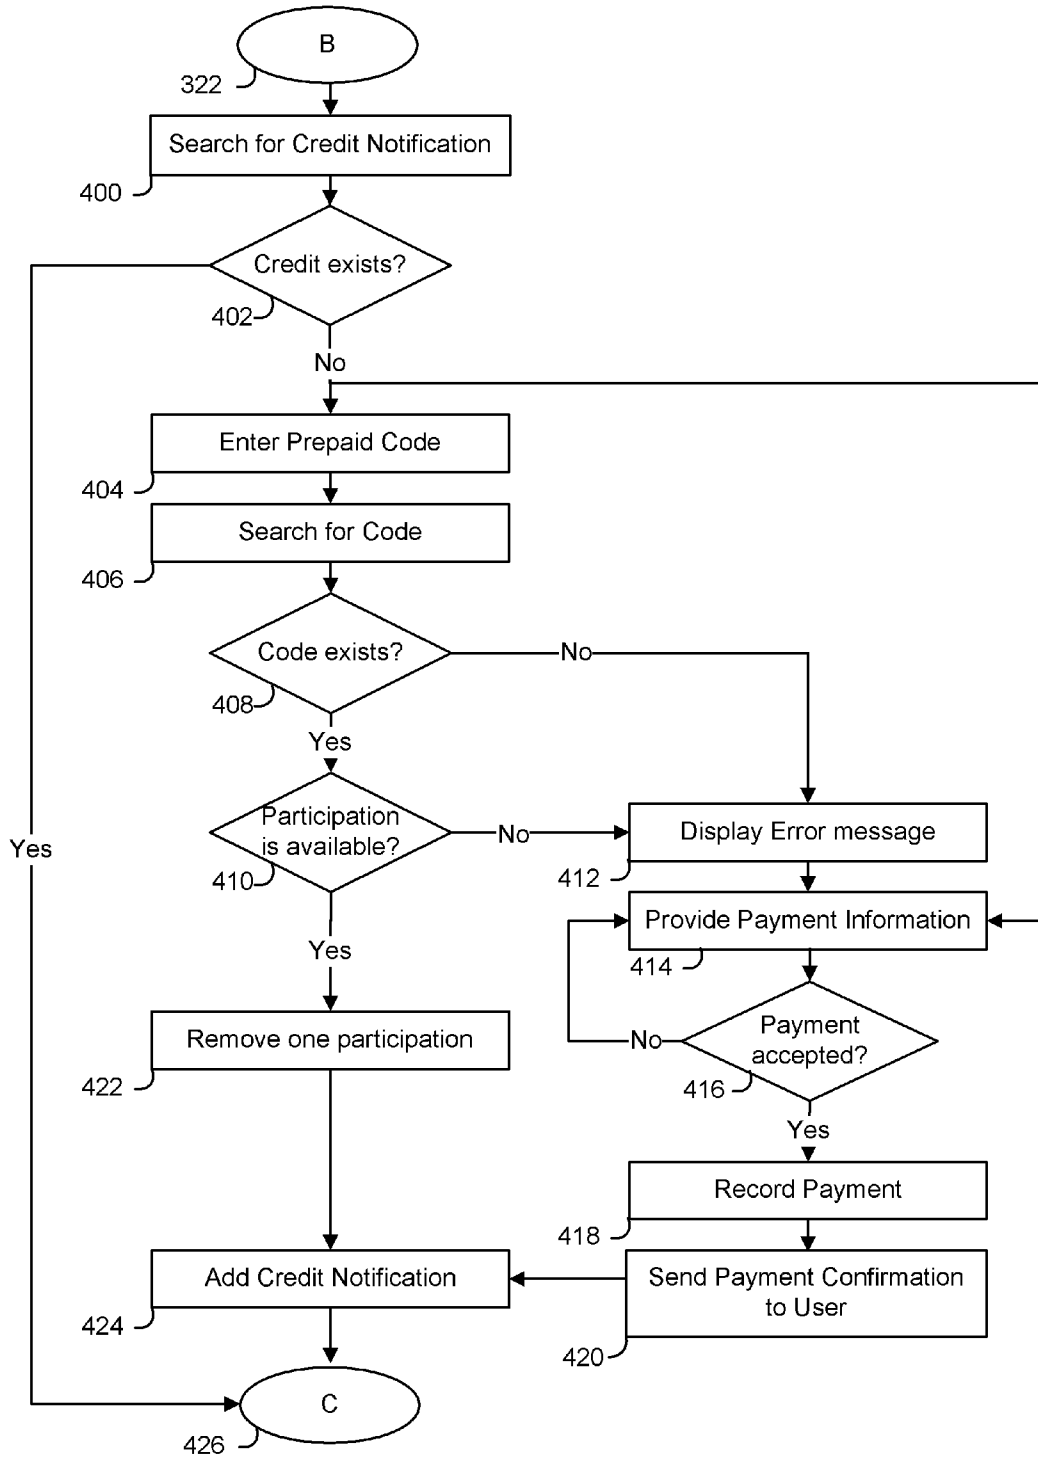 B
322
Search for Credit Notification
400
Credit exists?
402
No
Enter Prepaid Code
404
Search for Code
406
Code exists?
No
408
Yes
Participation
is available?
No
410
Display Error message
412
Yes
Provide Payment Information
414
Yes
Payment
accepted?
No
416
Remove one participation
422
Yes
Record Payment
418
Add Credit Notification
424
Send Payment Confirmation
to User
420
C
426